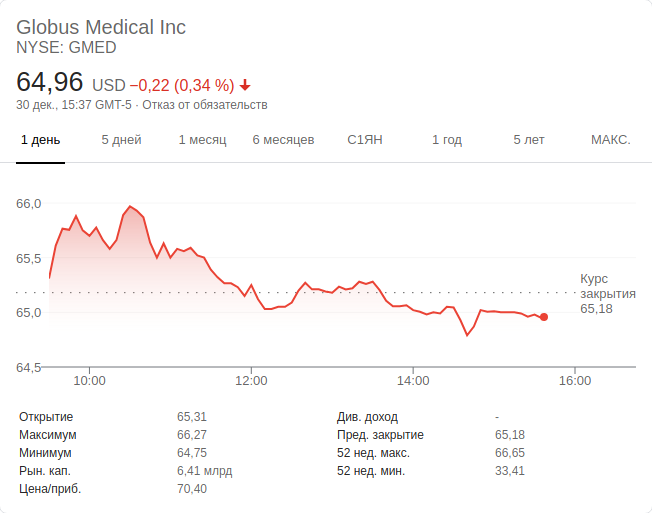 Globus Medical Inc
NYSE: GMED
64,96 USD −0,22 (0,34 %)
30 дек., 15:37 GMT-5 · Отказ от обязательств
1 день 5 дней 1 месяц 6 месяцев С1ЯН 1 год 5 лет МАКС.
66,0
65,5
Курс
закрытия
65,18
65,0
64,5
10:00 12:00 14:00 16:00
Открытие 65,31 Див. доход -
Максимум 66,27 Пред. закрытие 65,18
Минимум 64,75 52 нед. макс. 66,65
Рын. кап. 6,41 млрд 52 нед. мин. 33,41
Цена/приб. 70,40